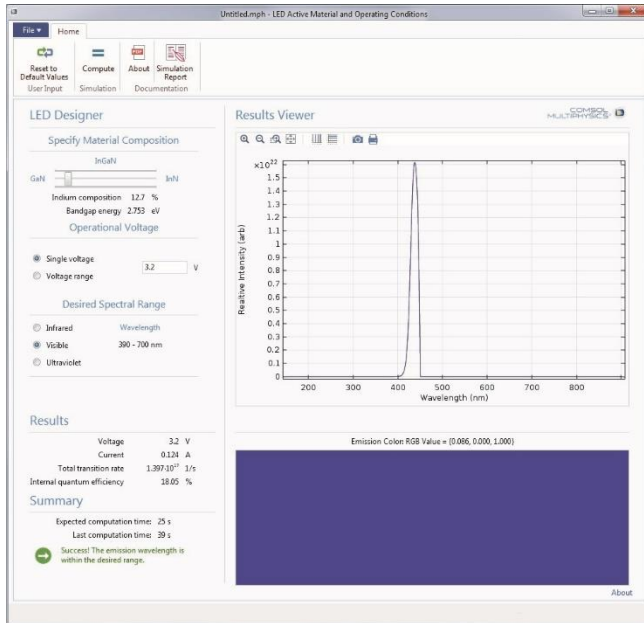 Untitled.mph - LED Active Material and Operating Conditions
File Home
Reset to Default Values
Compute
About
Simulation Report
User Input
Simulation
Documentation
LED Designer
Specify Material Composition
InGaN
GaN InN
Indium composition 12.7 %
Bandgap energy 2.753 eV
Operational Voltage
Single voltage
Voltage range
3.2 V
Desired Spectral Range
Infrared
Visible
Ultraviolet
Wavelength
390 - 700 nm
Results
Voltage 3.2 V
Current 0.124 A
Total transition rate 1.397·10¹⁷ 1/s
Internal quantum efficiency 18.05 %
Summary
Expected computation time: 25 s
Last computation time: 39 s
Success! The emission wavelength is
within the desired range.
Results Viewer
COMSOL
MULTIPHYSICS
×10²²
1.5
1.4
1.3
1.2
1.1
1
0.9
0.8
0.7
0.6
0.5
0.4
0.3
0.2
0.1
0
Realtive Intensity (arb)
200 300 400 500 600 700 800
Wavelength (nm)
Emission Color: RGB Value = (0.086, 0.000, 1.000)
About